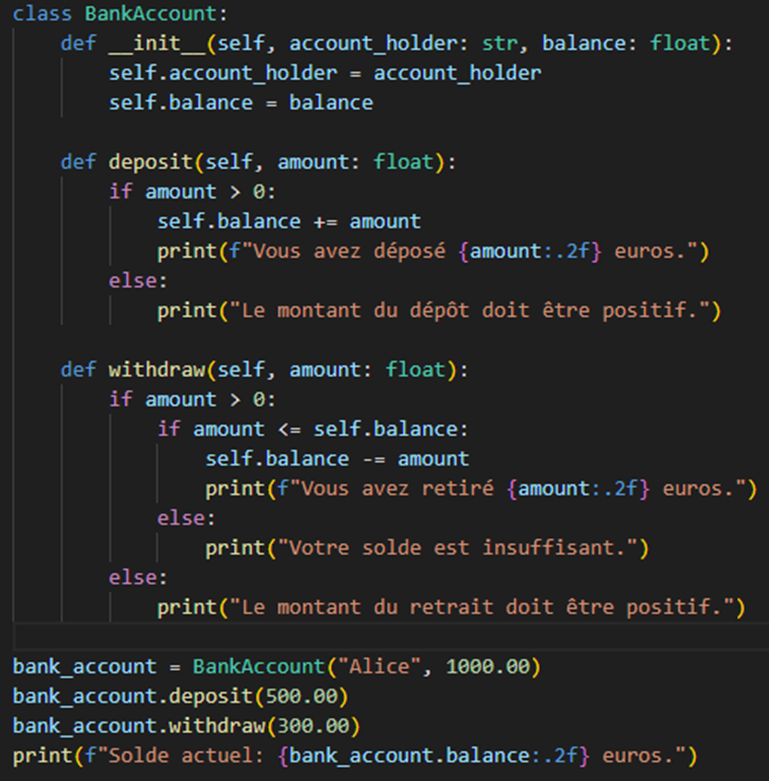 class BankAccount:
    def __init__(self, account_holder: str, balance: float):
        self.account_holder = account_holder
        self.balance = balance

    def deposit(self, amount: float):
        if amount > 0:
            self.balance += amount
            print(f"Vous avez déposé {amount:.2f} euros.")
        else:
            print("Le montant du dépôt doit être positif.")

    def withdraw(self, amount: float):
        if amount > 0:
            if amount <= self.balance:
                self.balance -= amount
                print(f"Vous avez retiré {amount:.2f} euros.")
            else:
                print("Votre solde est insuffisant.")
        else:
            print("Le montant du retrait doit être positif.")

bank_account = BankAccount("Alice", 1000.00)
bank_account.deposit(500.00)
bank_account.withdraw(300.00)
print(f"Solde actuel: {bank_account.balance:.2f} euros.")